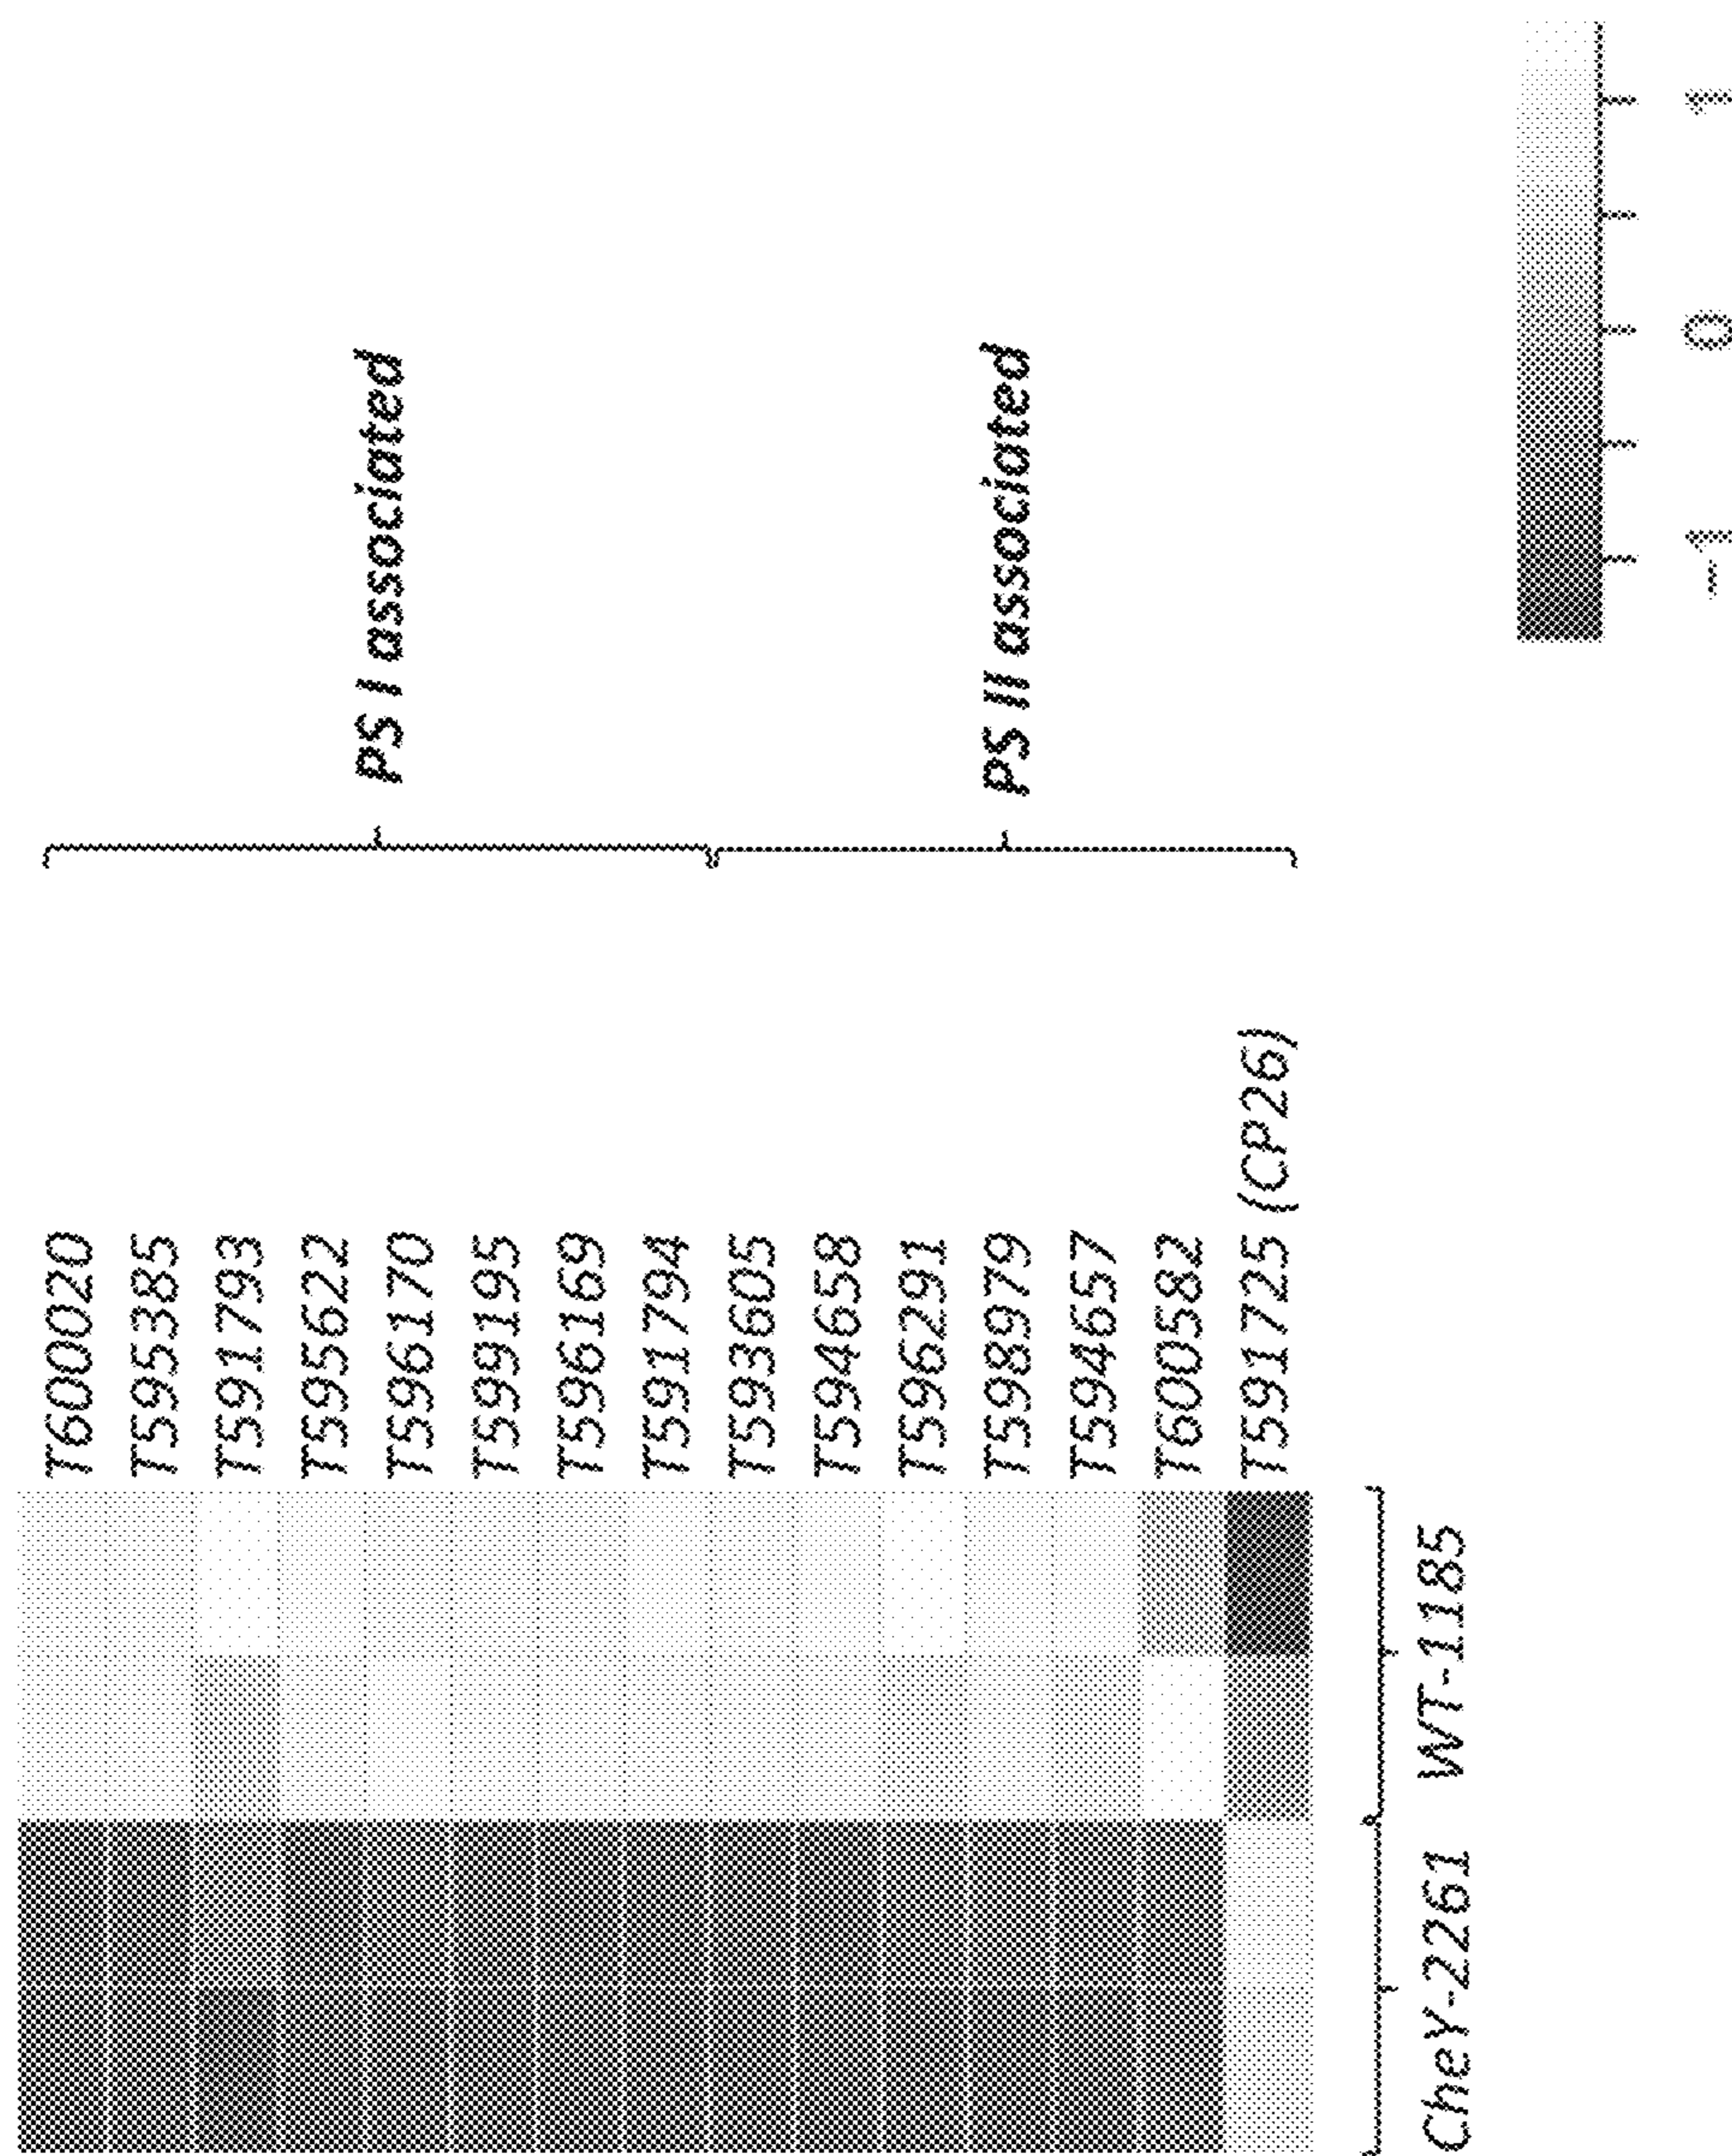 T600020
T595385
T591793
T595622
T596170
T599195
T596169
T591794
T593605
T594658
T596291
T598979
T594657
T600582
T591725 (CP26)
PS I associated
PS II associated
CheY-2261
WT-1185
−1
0
1